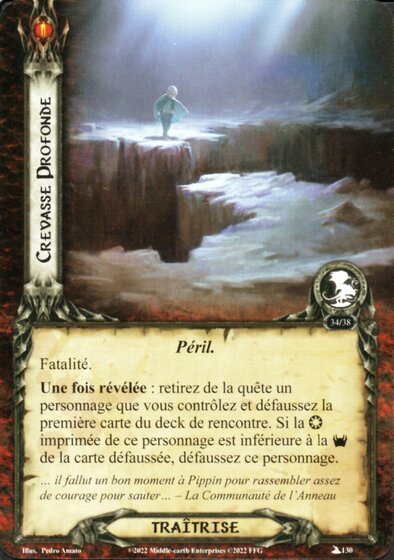 CREVASSE PROFONDE
34/38
Péril.
Fatalité.
Une fois révélée : retirez de la quête un
personnage que vous contrôlez et défaussez la
première carte du deck de rencontre. Si la
imprimée de ce personnage est inférieure à la
de la carte défaussée, défaussez ce personnage.
… il fallut un bon moment à Pippin pour rassembler assez
de courage pour sauter… – La Communauté de l'Anneau
TRAÎTRISE
Illus. Pedro Amato
©2022 Middle-earth Enterprises ©2022 FFG
130